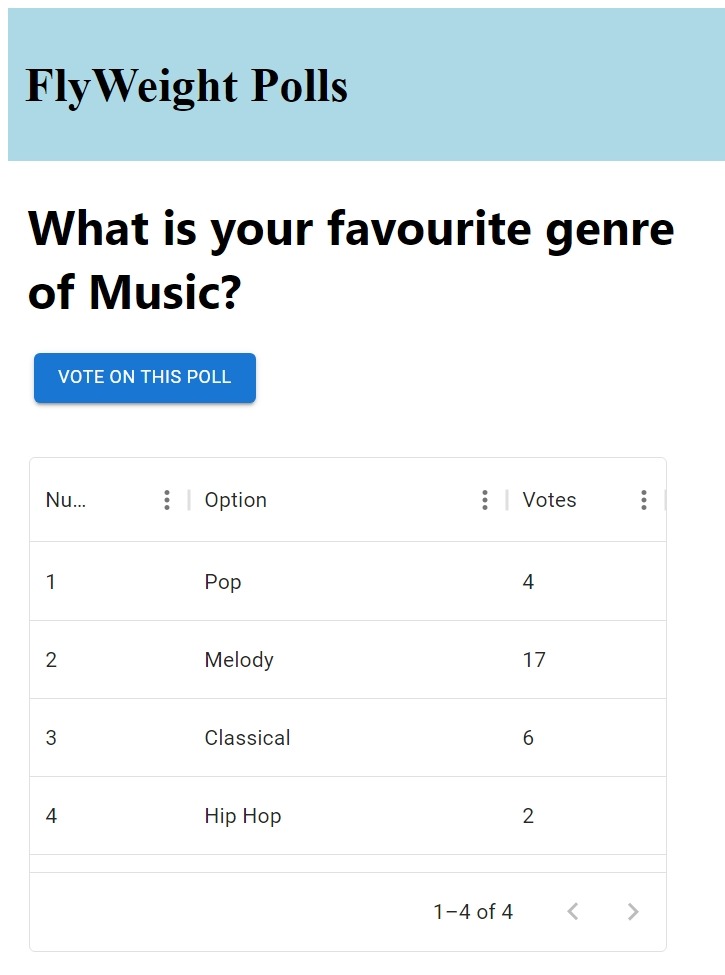 FlyWeight Polls
What is your favourite genre
of Music?
VOTE ON THIS POLL
Nu... Option Votes
1 Pop 4
2 Melody 17
3 Classical 6
4 Hip Hop 2
1–4 of 4